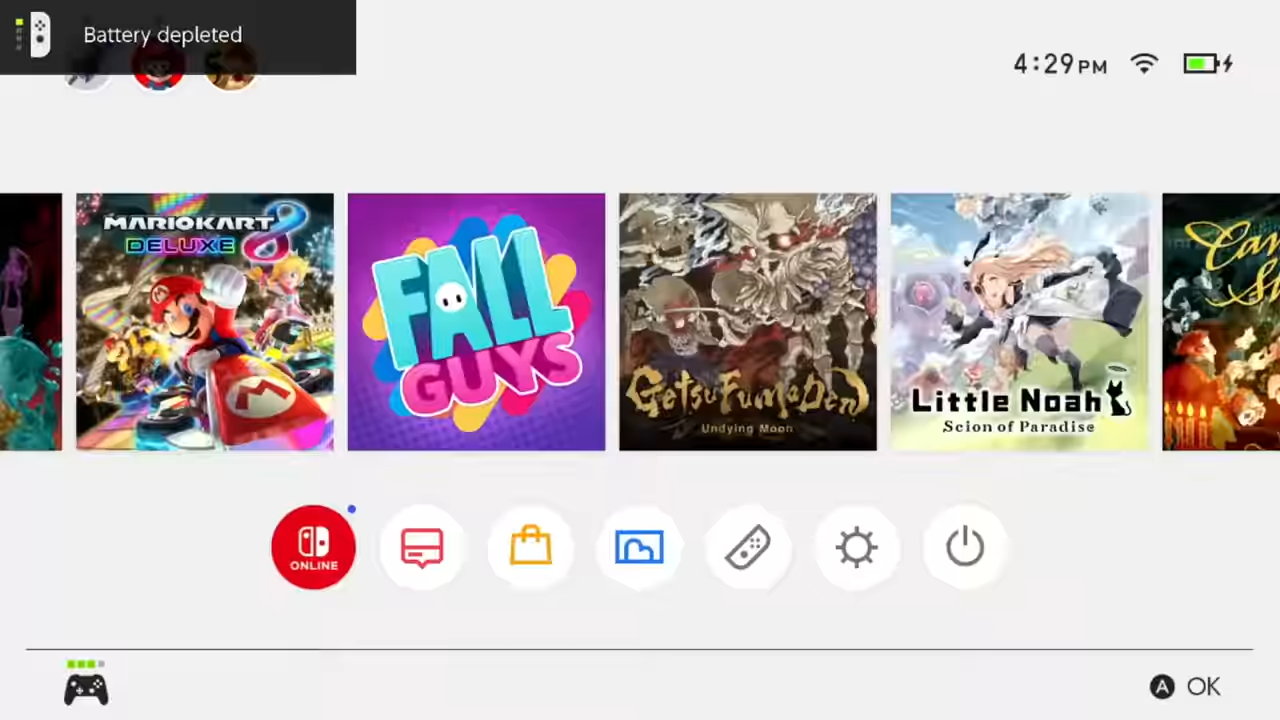 Battery depleted
4:29PM
MARIOKART 8
DELUXE
FALL
GUYS
GetsuFumaDen
Undying Moon
Little Noah
Scion of Paradise
ONLINE
A OK